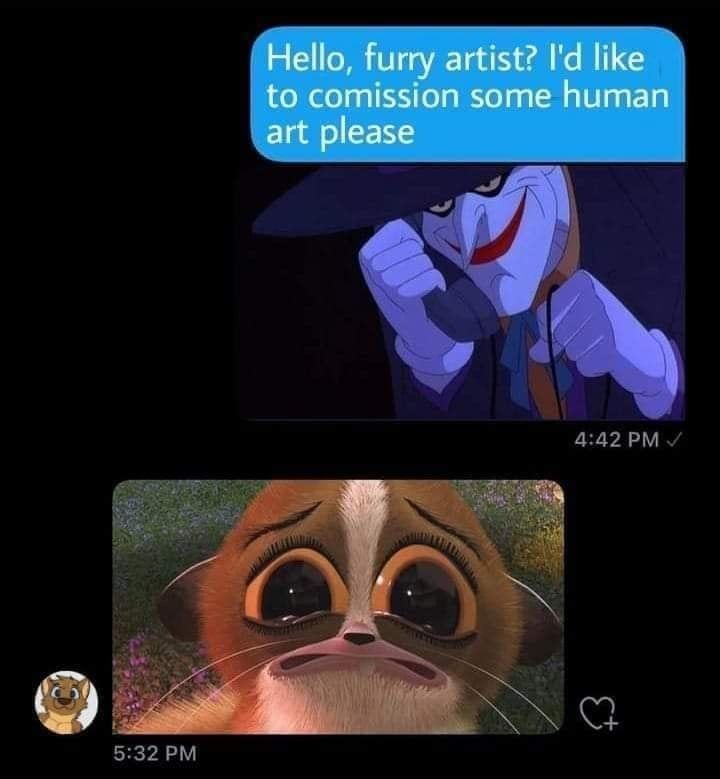 Hello, furry artist? I'd like
to comission some human
art please
4:42 PM ✓
5:32 PM